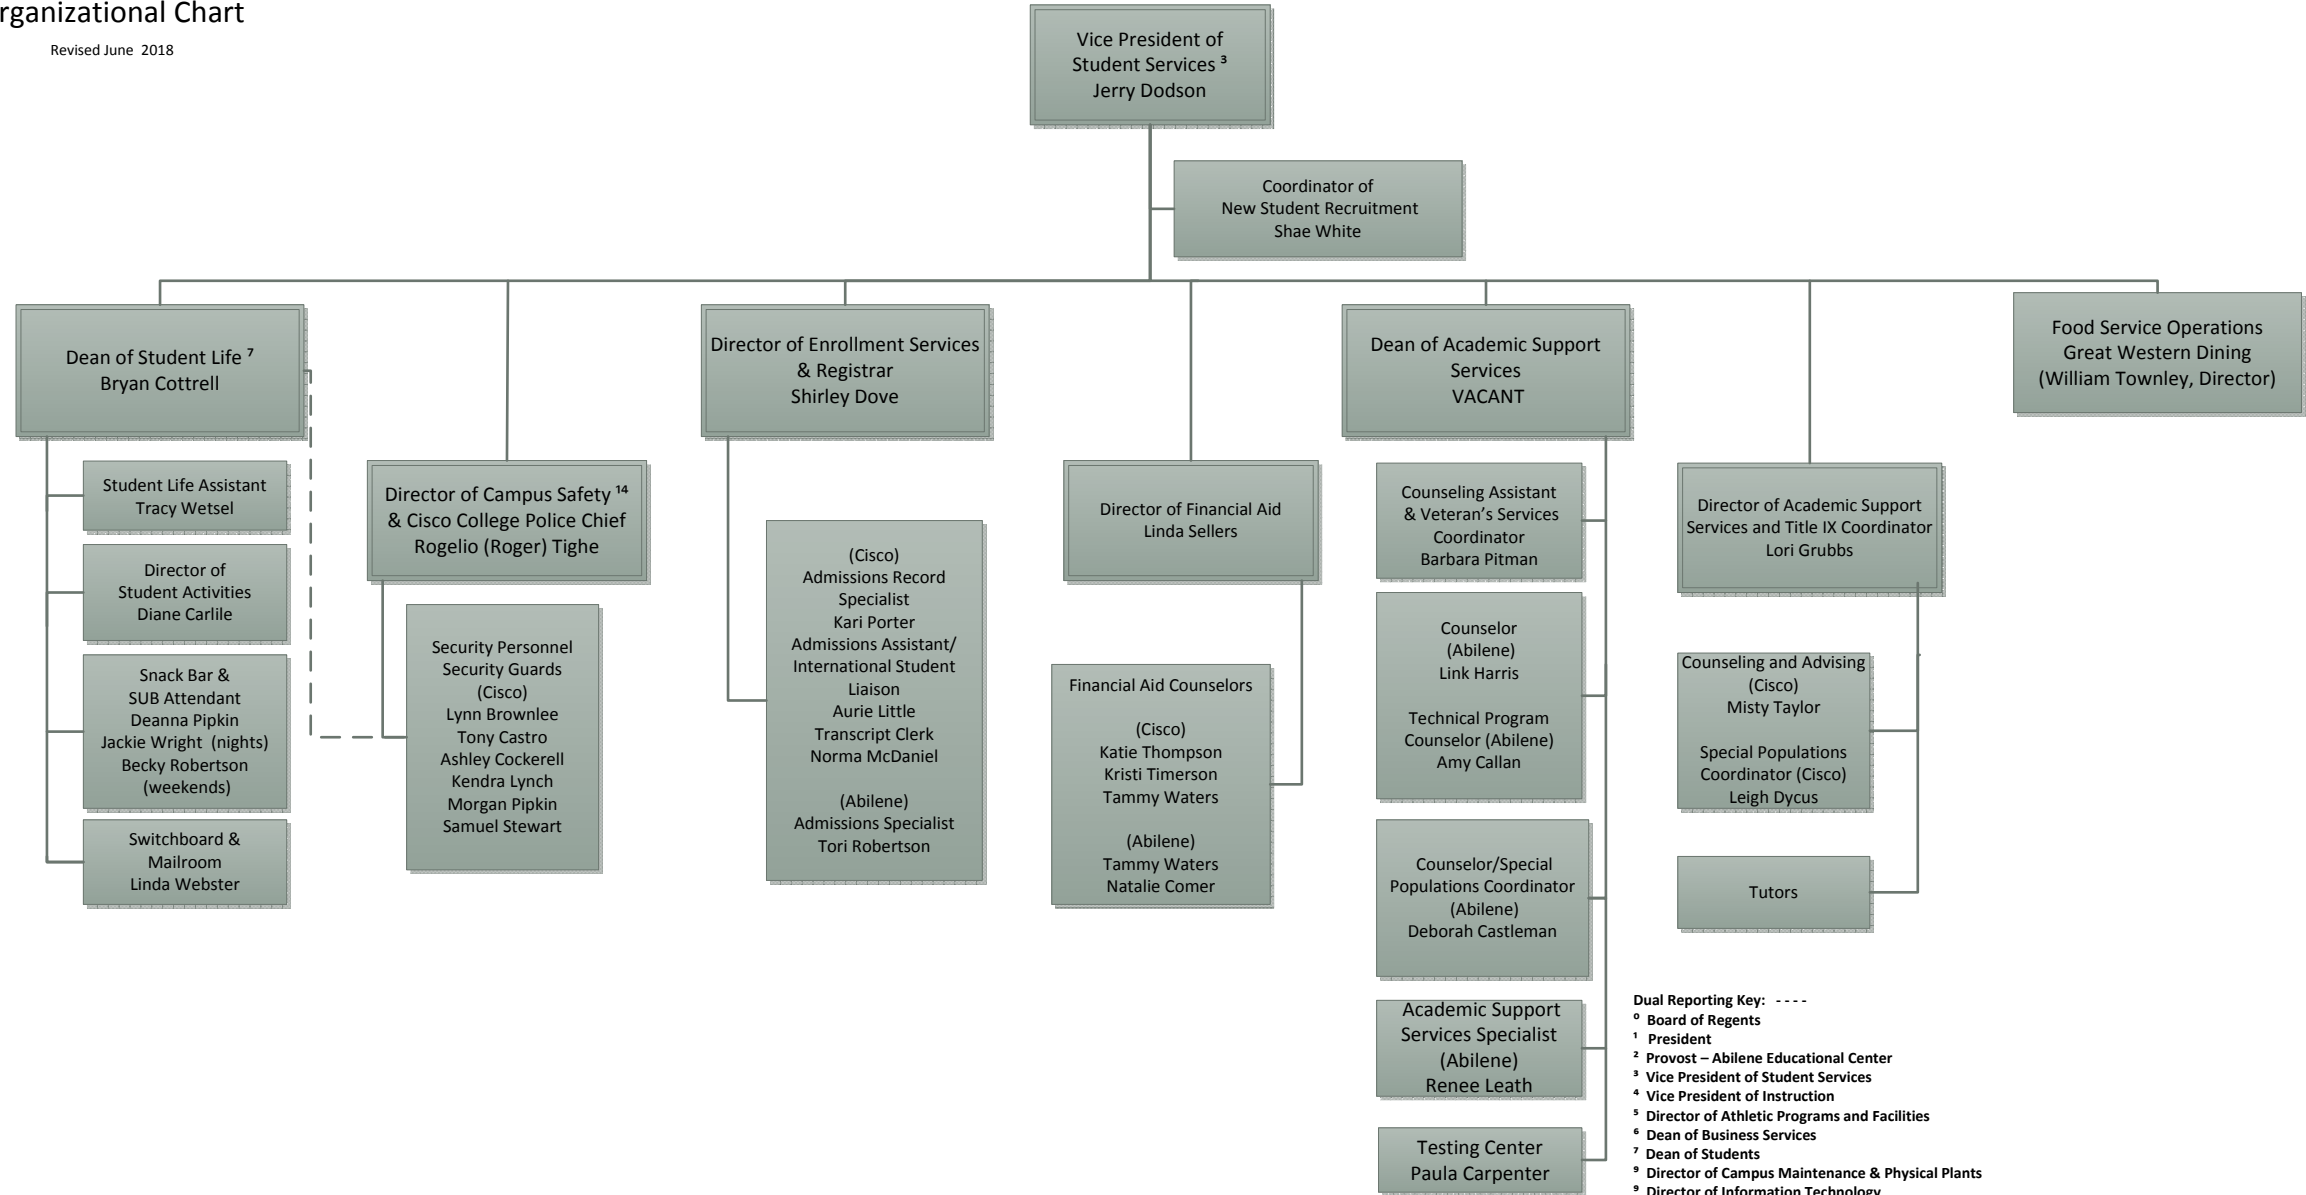 rganizational Chart
Revised June 2018
Vice President of
Student Services ³
Jerry Dodson
Coordinator of
New Student Recruitment
Shae White
Dean of Student Life ⁷
Bryan Cottrell
Student Life Assistant
Tracy Wetsel
Director of
Student Activities
Diane Carlile
Snack Bar &
SUB Attendant
Deanna Pipkin
Jackie Wright (nights)
Becky Robertson
(weekends)
Switchboard &
Mailroom
Linda Webster
Director of Campus Safety ¹⁴
& Cisco College Police Chief
Rogelio (Roger) Tighe
Security Personnel
Security Guards
(Cisco)
Lynn Brownlee
Tony Castro
Ashley Cockerell
Kendra Lynch
Morgan Pipkin
Samuel Stewart
Director of Enrollment Services
& Registrar
Shirley Dove
(Cisco)
Admissions Record
Specialist
Kari Porter
Admissions Assistant/
International Student
Liaison
Aurie Little
Transcript Clerk
Norma McDaniel
(Abilene)
Admissions Specialist
Tori Robertson
Director of Financial Aid
Linda Sellers
Financial Aid Counselors
(Cisco)
Katie Thompson
Kristi Timerson
Tammy Waters
(Abilene)
Tammy Waters
Natalie Comer
Dean of Academic Support
Services
VACANT
Counseling Assistant
& Veteran’s Services
Coordinator
Barbara Pitman
Counselor
(Abilene)
Link Harris
Technical Program
Counselor (Abilene)
Amy Callan
Counselor/Special
Populations Coordinator
(Abilene)
Deborah Castleman
Academic Support
Services Specialist
(Abilene)
Renee Leath
Testing Center
Paula Carpenter
Director of Academic Support
Services and Title IX Coordinator
Lori Grubbs
Counseling and Advising
(Cisco)
Misty Taylor
Special Populations
Coordinator (Cisco)
Leigh Dycus
Tutors
Food Service Operations
Great Western Dining
(William Townley, Director)
Dual Reporting Key: - - - -
⁰ Board of Regents
¹ President
² Provost – Abilene Educational Center
³ Vice President of Student Services
⁴ Vice President of Instruction
⁵ Director of Athletic Programs and Facilities
⁶ Dean of Business Services
⁷ Dean of Students
⁹ Director of Campus Maintenance & Physical Plants
⁹ Director of Information Technology